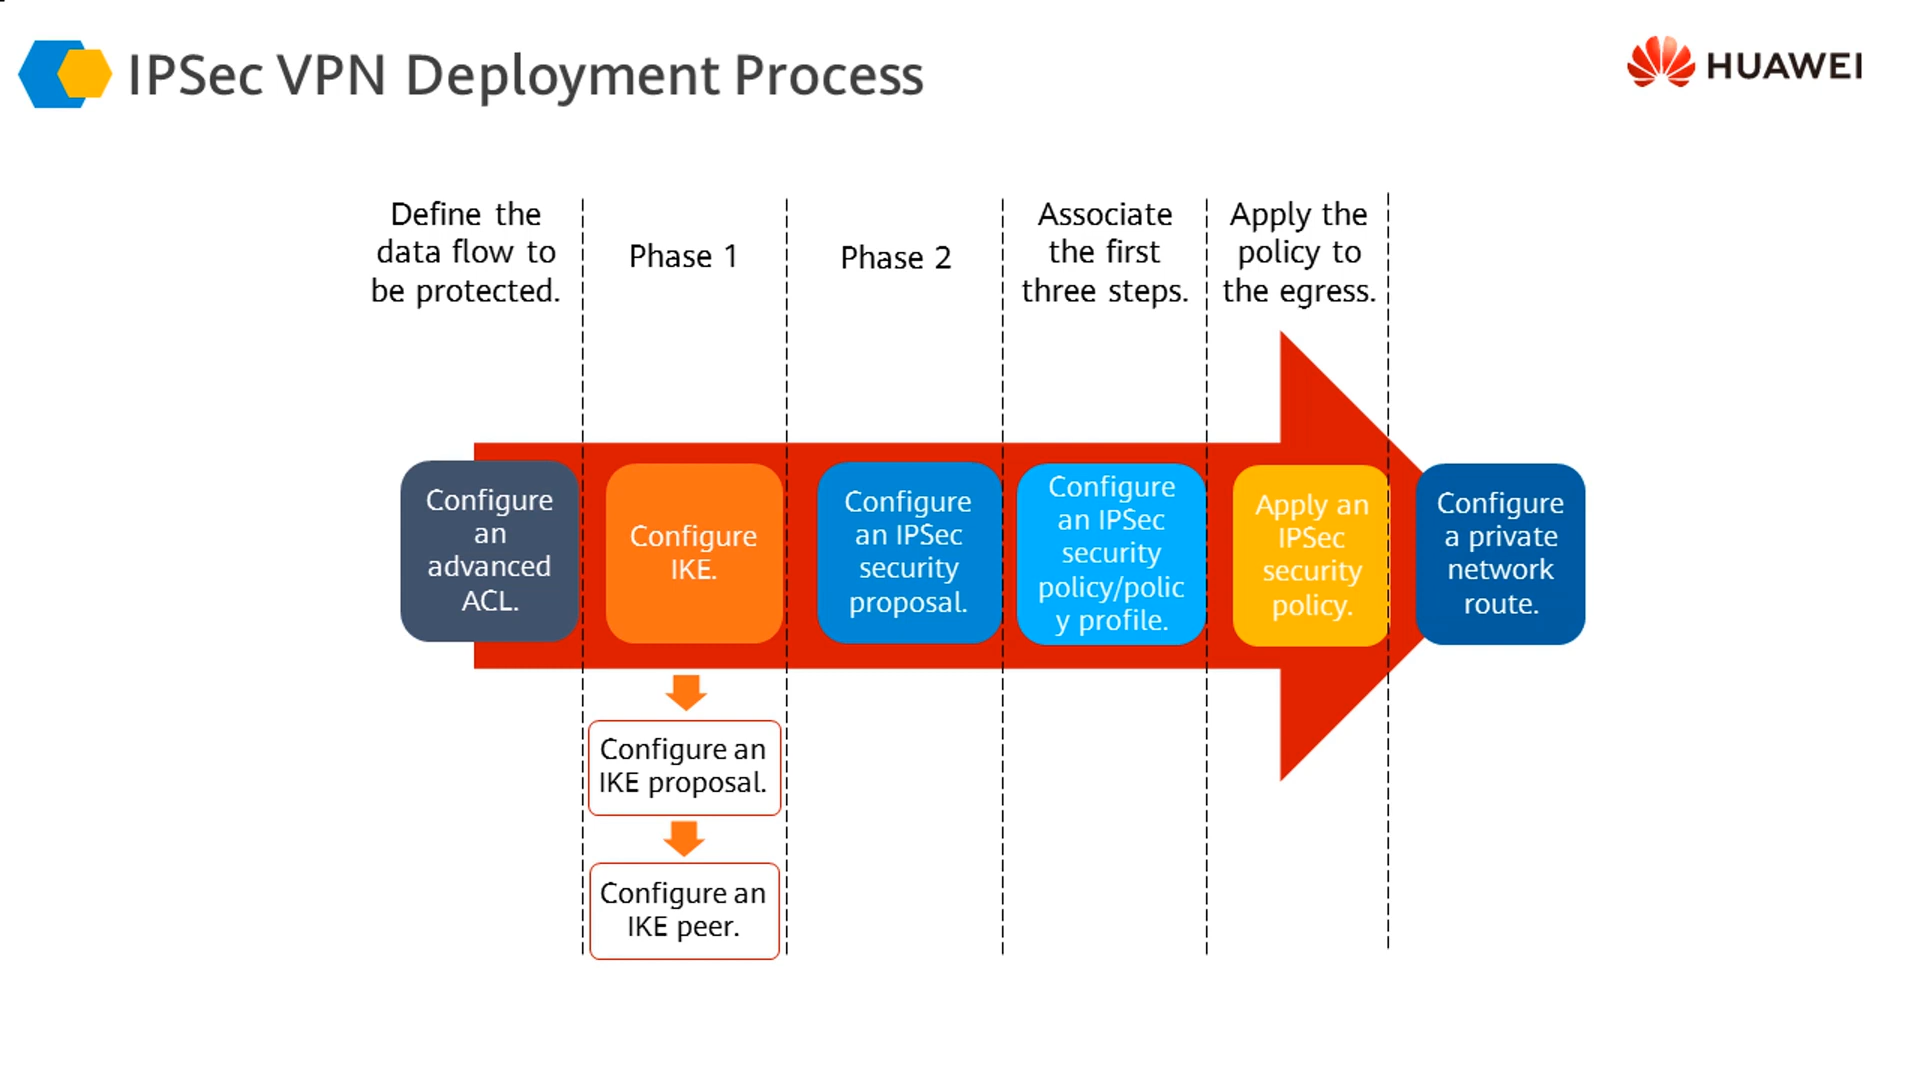 IPSec VPN Deployment Process
HUAWEI
Define the
data flow to
be protected.
Phase 1
Phase 2
Associate
the first
three steps.
Apply the
policy to
the egress.
Configure
an
advanced
ACL.
Configure
IKE.
Configure
an IPSec
security
proposal.
Configure
an IPSec
security
policy/polic
y profile.
Apply an
IPSec
security
policy.
Configure
a private
network
route.
Configure an
IKE proposal.
Configure an
IKE peer.